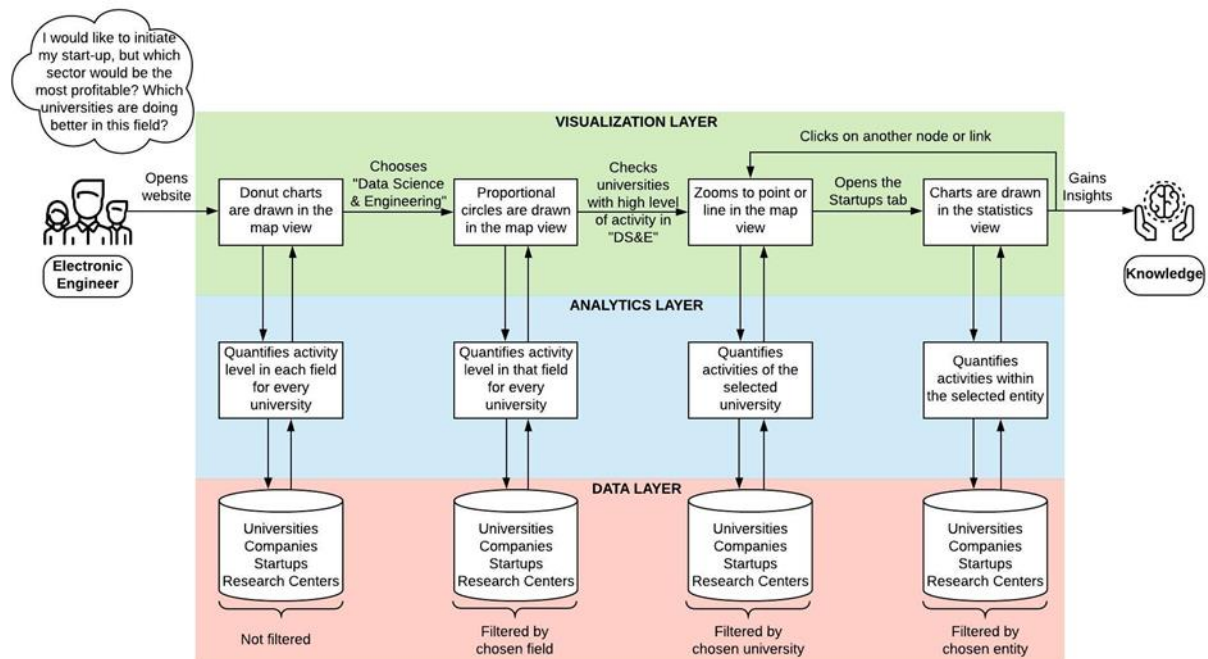 I would like to initiate
my start-up, but which
sector would be the
most profitable? Which
universities are doing
better in this field?
VISUALIZATION LAYER
Clicks on another node or link
Opens
website
Donut charts
are drawn in the
map view
Chooses
"Data Science
& Engineering"
Proportional
circles are drawn
in the map view
Checks
universities
with high level
of activity in
"DS&E"
Zooms to point or
line in the map
view
Opens the
Startups tab
Charts are drawn
in the statistics
view
Gains
Insights
Electronic
Engineer
Knowledge
ANALYTICS LAYER
Quantifies activity
level in each field
for every
university
Quantifies activity
level in that field
for every
university
Quantifies
activities of the
selected
university
Quantifies
activities within
the selected entity
DATA LAYER
Universities
Companies
Startups
Research Centers
Universities
Companies
Startups
Research Centers
Universities
Companies
Startups
Research Centers
Universities
Companies
Startups
Research Centers
Not filtered
Filtered by
chosen field
Filtered by
chosen university
Filtered by
chosen entity